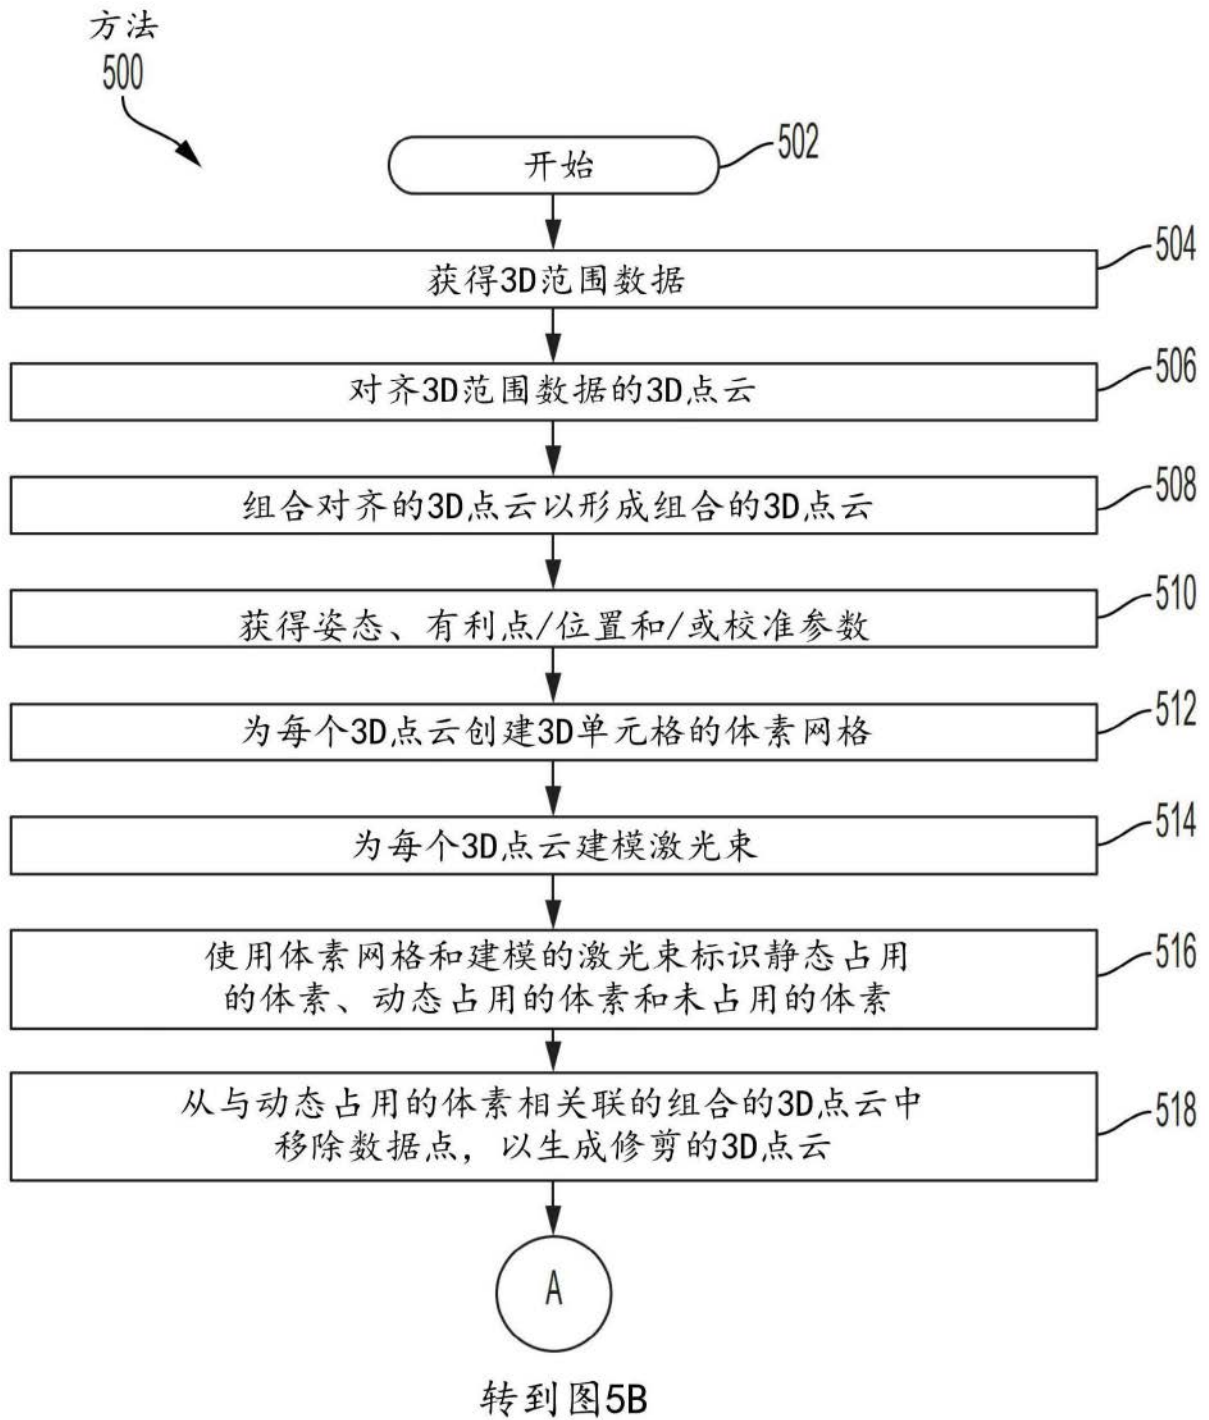 方法
500
开始
502
获得3D范围数据
504
对齐3D范围数据的3D点云
506
组合对齐的3D点云以形成组合的3D点云
508
获得姿态、有利点/位置和/或校准参数
510
为每个3D点云创建3D单元格的体素网格
512
为每个3D点云建模激光束
514
使用体素网格和建模的激光束标识静态占用
的体素、动态占用的体素和未占用的体素
516
从与动态占用的体素相关联的组合的3D点云中
移除数据点，以生成修剪的3D点云
518
A
转到图5B